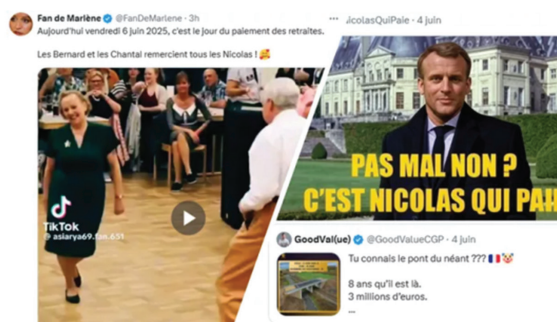 Fan de Marlène @FanDeMarlene · 3h
Aujourd'hui vendredi 6 juin 2025, c'est le jour du paiement des retraites.
Les Bernard et les Chantal remercient tous les Nicolas !
TikTok
@asiarya69.fan.651
... NicolasQuiPaie · 4 juin
PAS MAL NON ?
C'EST NICOLAS QUI PAIE
GoodVal(ue) @GoodValueCGP · 4 juin
Tu connais le pont du néant ???
8 ans qu'il est là.
3 millions d'euros.
...